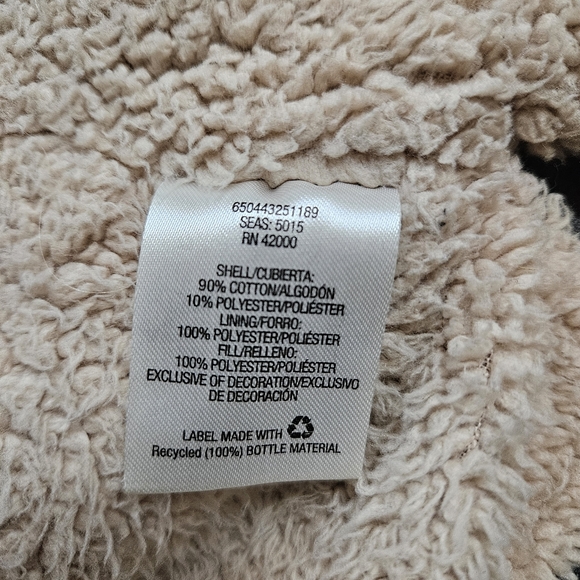 650443251189
SEAS: 5015
RN 42000
SHELL/CUBIERTA:
90% COTTON/ALGODÓN
10% POLYESTER/POLIÉSTER
LINING/FORRO:
100% POLYESTER/POLIÉSTER
FILL/RELLENO:
100% POLYESTER/POLIÉSTER
EXCLUSIVE OF DECORATION/EXCLUSIVO
DE DECORACIÓN
LABEL MADE WITH
Recycled (100%) BOTTLE MATERIAL